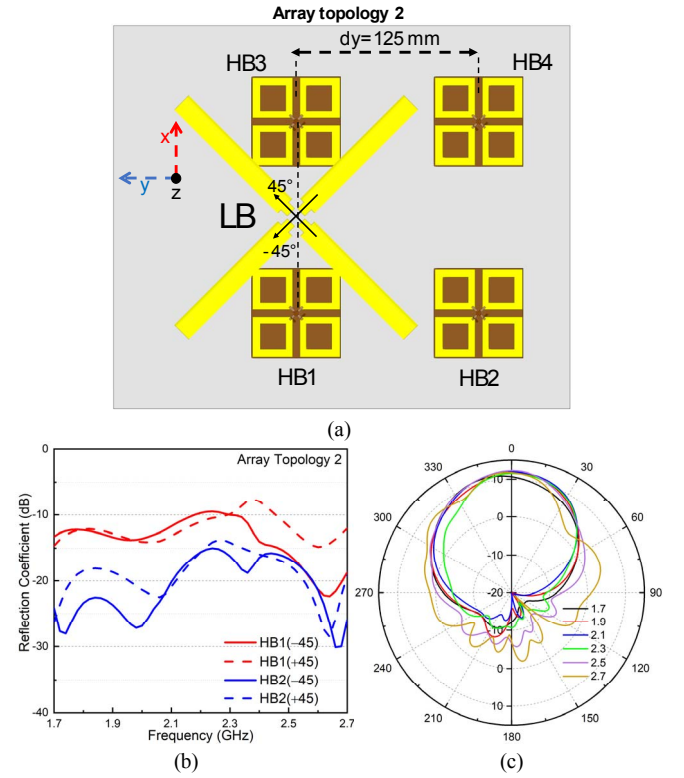 Array topology 2
dy=125 mm
HB3
HB4
x
y
z
45°
LB
-45°
HB1
HB2
(a)
0
Array Topology 2
-10
-20
-30
-40
Reflection Coefficient (dB)
HB1(−45)
HB1(+45)
HB2(−45)
HB2(+45)
1.7 1.9 2.1 2.3 2.5 2.7
Frequency (GHz)
(b)
0
330 30
300 60
270 90
240 120
210 150
180
10
0
-10
-20
-10
0
10
1.7
1.9
2.1
2.3
2.5
2.7
(c)